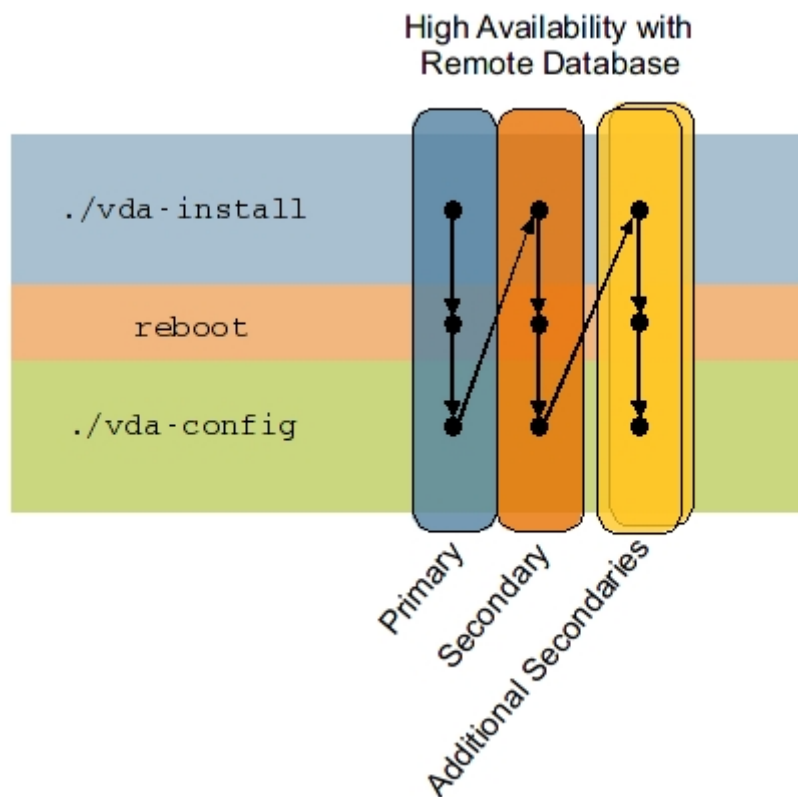 High Availability with
Remote Database
./vda-install
reboot
./vda-config
Primary
Secondary
Additional Secondaries